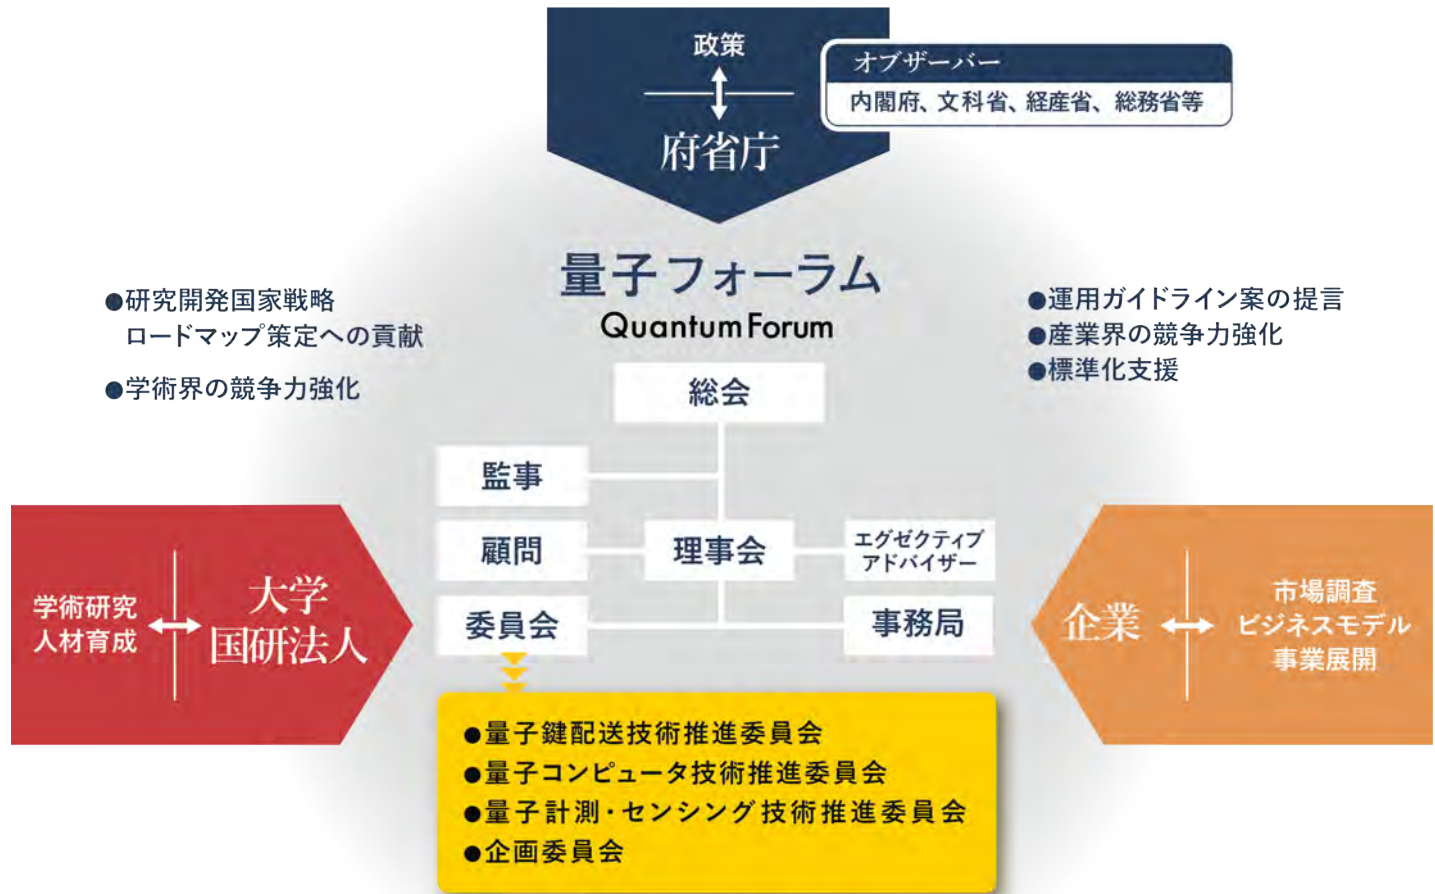 政策
府省庁
オブザーバー
内閣府、文科省、経産省、総務省等
量子フォーラム
Quantum Forum
●研究開発国家戦略
ロードマップ策定への貢献
●学術界の競争力強化
●運用ガイドライン案の提言
●産業界の競争力強化
●標準化支援
総会
監事
顧問
理事会
エグゼクティブ
アドバイザー
委員会
事務局
学術研究
人材育成
大学
国研法人
企業
市場調査
ビジネスモデル
事業展開
●量子鍵配送技術推進委員会
●量子コンピュータ技術推進委員会
●量子計測・センシング技術推進委員会
●企画委員会